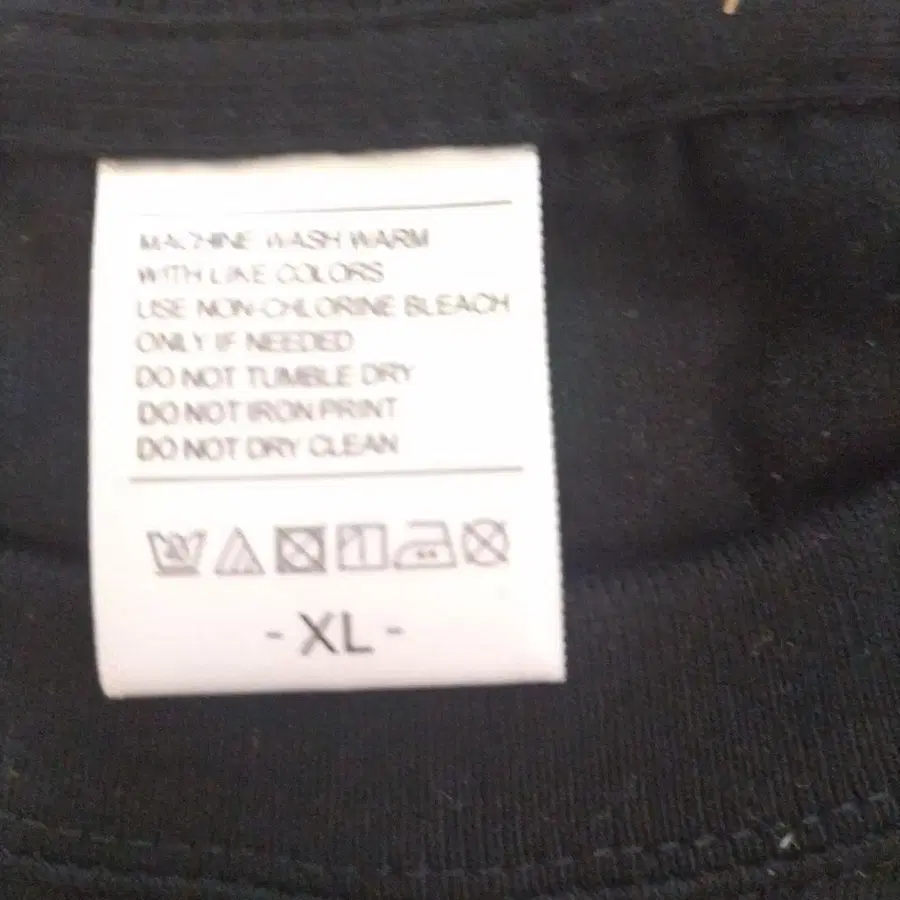 MACHINE WASH WARM
WITH LIKE COLORS
USE NON-CHLORINE BLEACH
ONLY IF NEEDED
DO NOT TUMBLE DRY
DO NOT IRON PRINT
DO NOT DRY CLEAN
- XL -